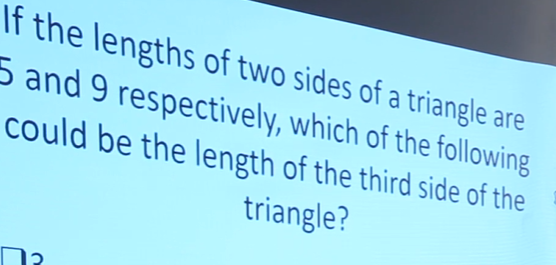 If the lengths of two sides of a triangle are
5 and 9 respectively, which of the following
could be the length of the third side of the
triangle?